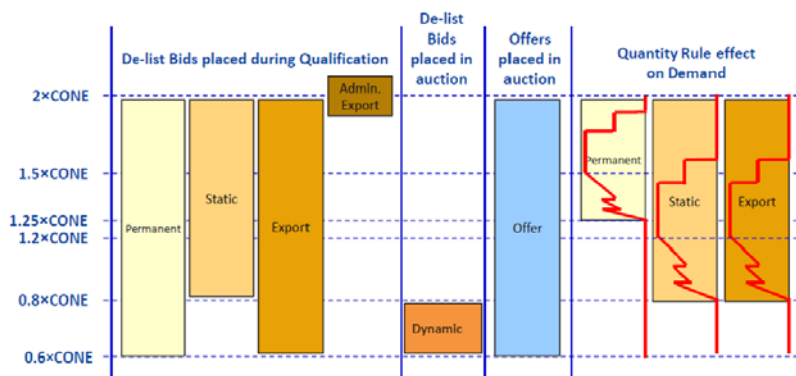 De-list Bids placed during Qualification
De-list
Bids
placed in
auction
Offers
placed in
auction
Quantity Rule effect
on Demand
2×CONE
1.5×CONE
1.25×CONE
1.2×CONE
0.8×CONE
0.6×CONE
Permanent
Static
Export
Admin.
Export
Dynamic
Offer
Permanent
Static
Export